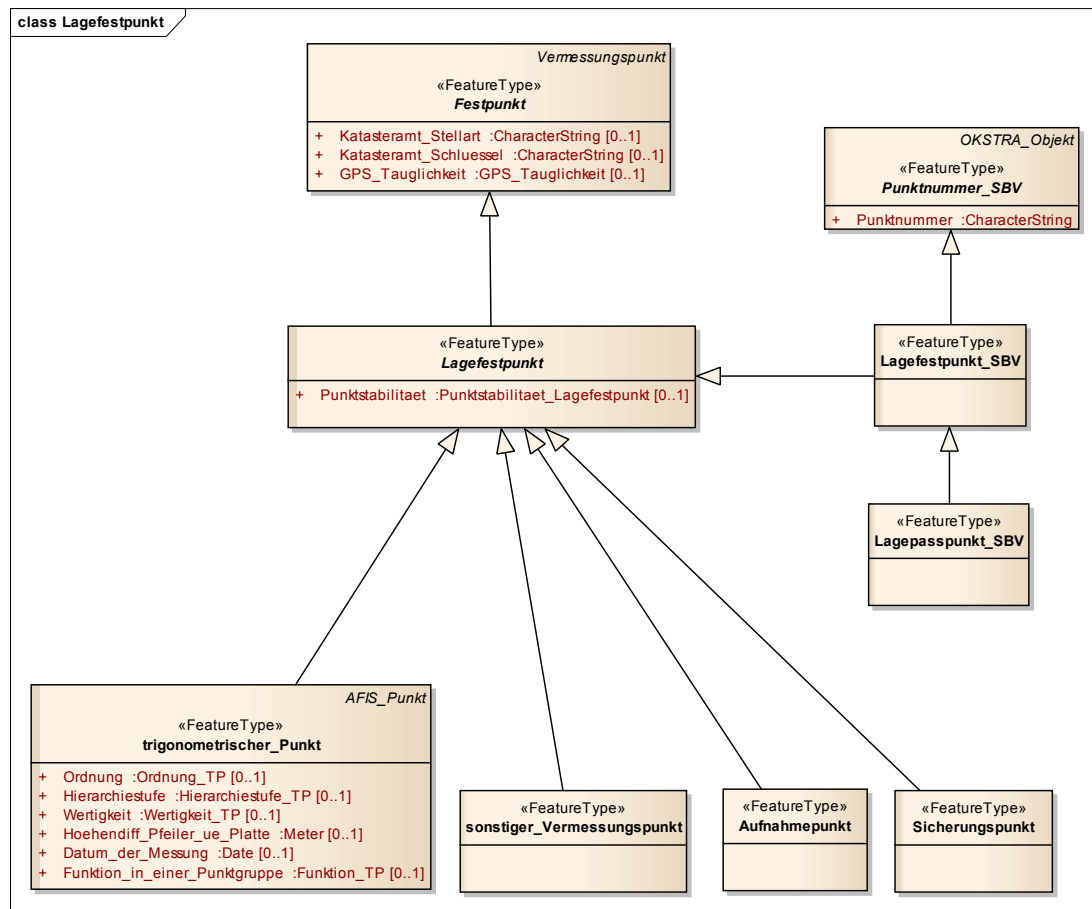 class Lagefestpunkt
Vermessungspunkt
«FeatureType»
Festpunkt
+ Katasteramt_Stellart :CharacterString [0..1]
+ Katasteramt_Schluessel :CharacterString [0..1]
+ GPS_Tauglichkeit :GPS_Tauglichkeit [0..1]
OKSTRA_Objekt
«FeatureType»
Punktnummer_SBV
+ Punktnummer :CharacterString
«FeatureType»
Lagefestpunkt
+ Punktstabilitaet :Punktstabilitaet_Lagefestpunkt [0..1]
«FeatureType»
Lagefestpunkt_SBV
«FeatureType»
Lagepasspunkt_SBV
AFIS_Punkt
«FeatureType»
trigonometrischer_Punkt
+ Ordnung :Ordnung_TP [0..1]
+ Hierarchiestufe :Hierarchiestufe_TP [0..1]
+ Wertigkeit :Wertigkeit_TP [0..1]
+ Hoehendiff_Pfeiler_ue_Platte :Meter [0..1]
+ Datum_der_Messung :Date [0..1]
+ Funktion_in_einer_Punktgruppe :Funktion_TP [0..1]
«FeatureType»
sonstiger_Vermessungspunkt
«FeatureType»
Aufnahmepunkt
«FeatureType»
Sicherungspunkt